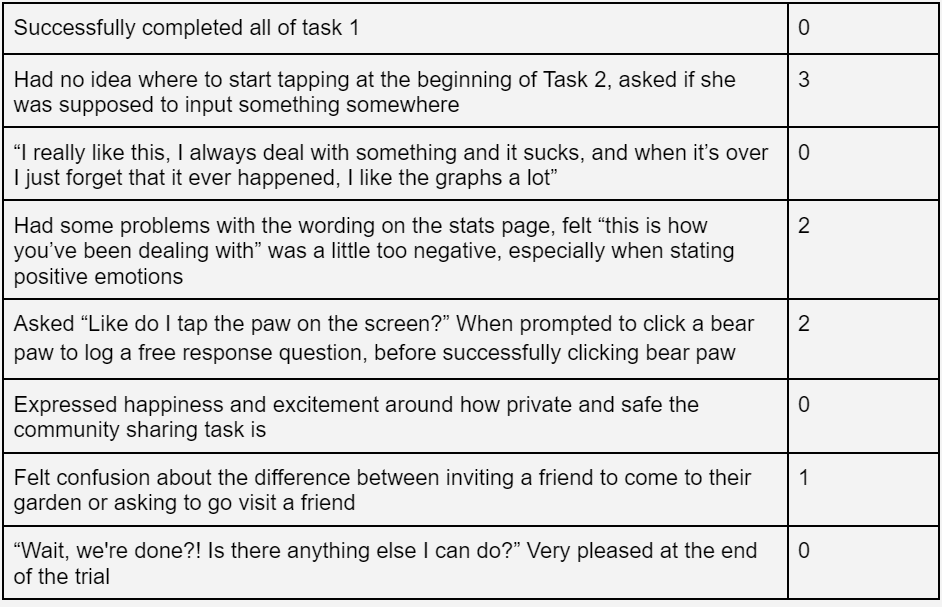 Successfully completed all of task 1 0
Had no idea where to start tapping at the beginning of Task 2, asked if she 3
was supposed to input something somewhere
“I really like this, I always deal with something and it sucks, and when it’s over 0
I just forget that it ever happened, I like the graphs a lot”
Had some problems with the wording on the stats page, felt “this is how 2
you’ve been dealing with” was a little too negative, especially when stating
positive emotions
Asked “Like do I tap the paw on the screen?” When prompted to click a bear 2
paw to log a free response question, before successfully clicking bear paw
Expressed happiness and excitement around how private and safe the 0
community sharing task is
Felt confusion about the difference between inviting a friend to come to their 1
garden or asking to go visit a friend
“Wait, we're done?! Is there anything else I can do?” Very pleased at the end 0
of the trial